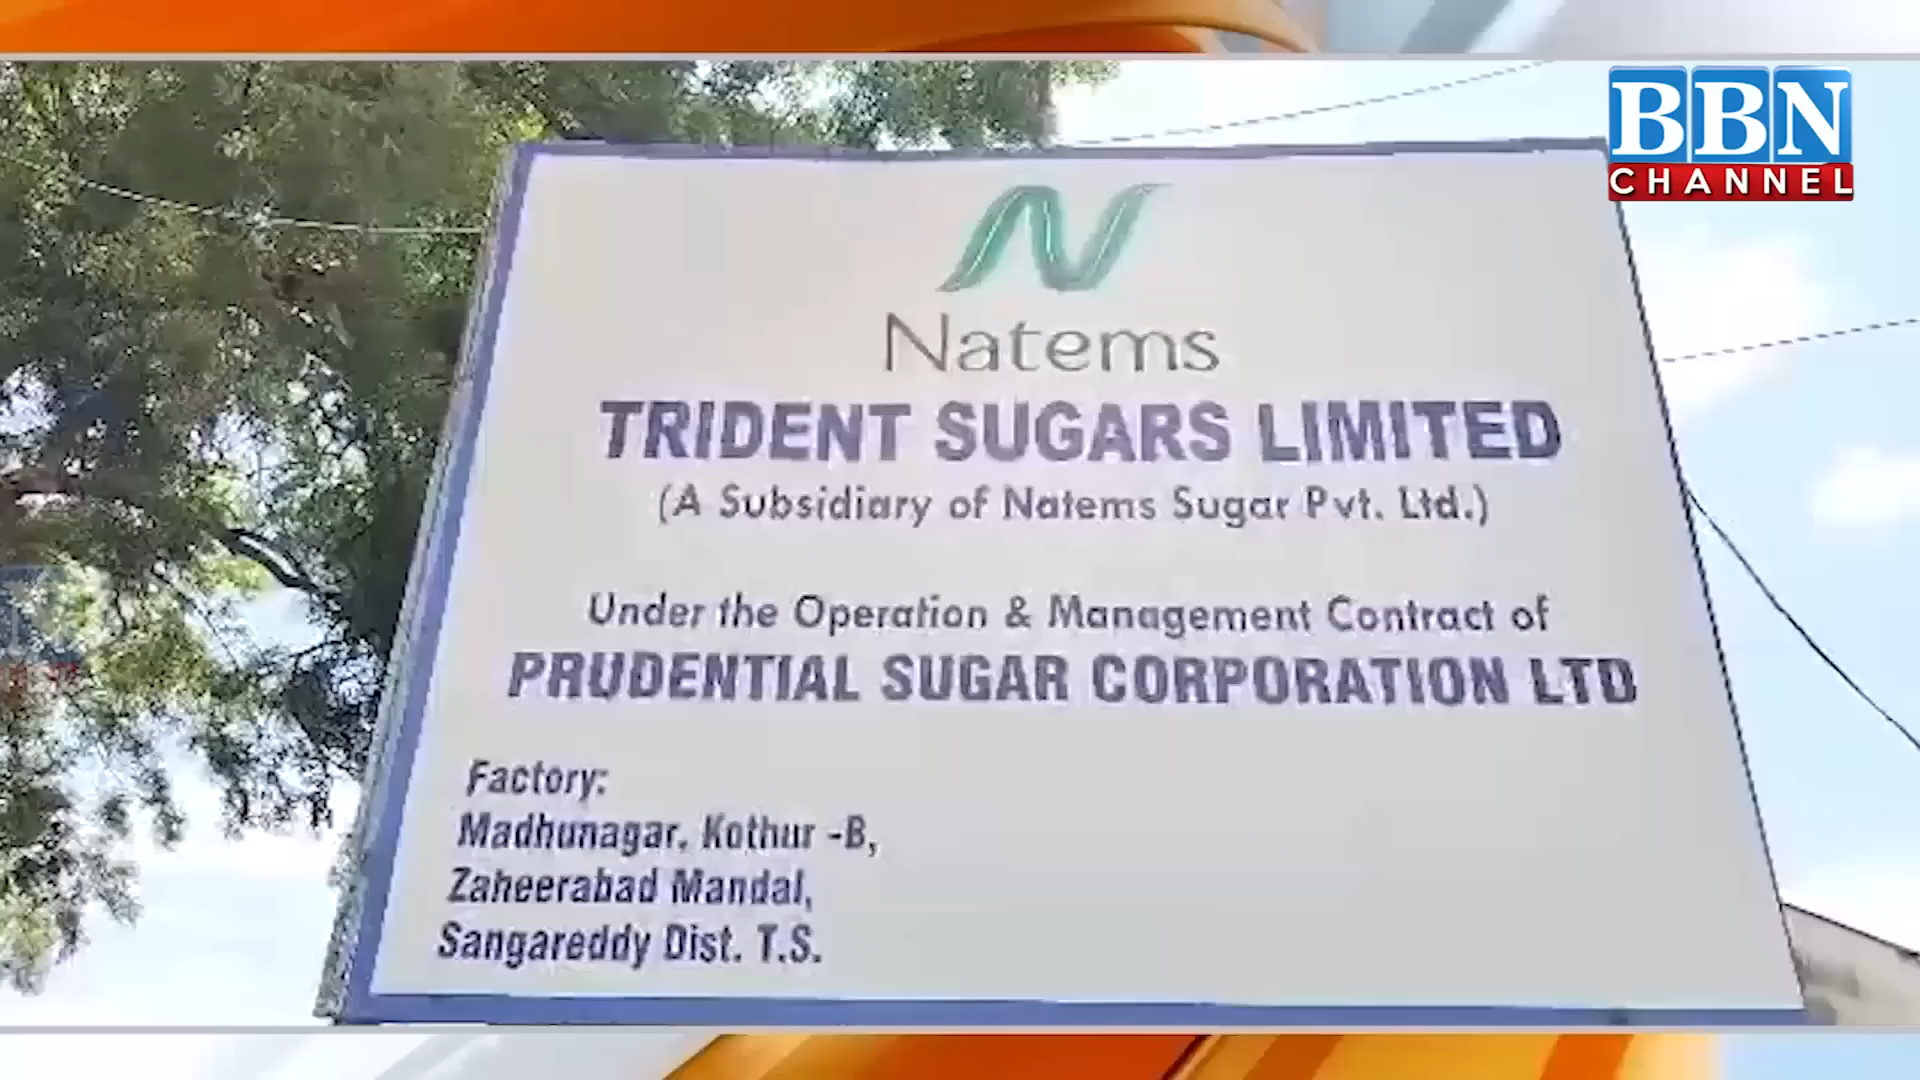 BBN
CHANNEL
Natems
TRIDENT SUGARS LIMITED
(A Subsidiary of Natems Sugar Pvt. Ltd.)
Under the Operation & Management Contract of
PRUDENTIAL SUGAR CORPORATION LTD
Factory:
Madhunagar, Kothur -B,
Zaheerabad Mandal,
Sangareddy Dist. T.S.